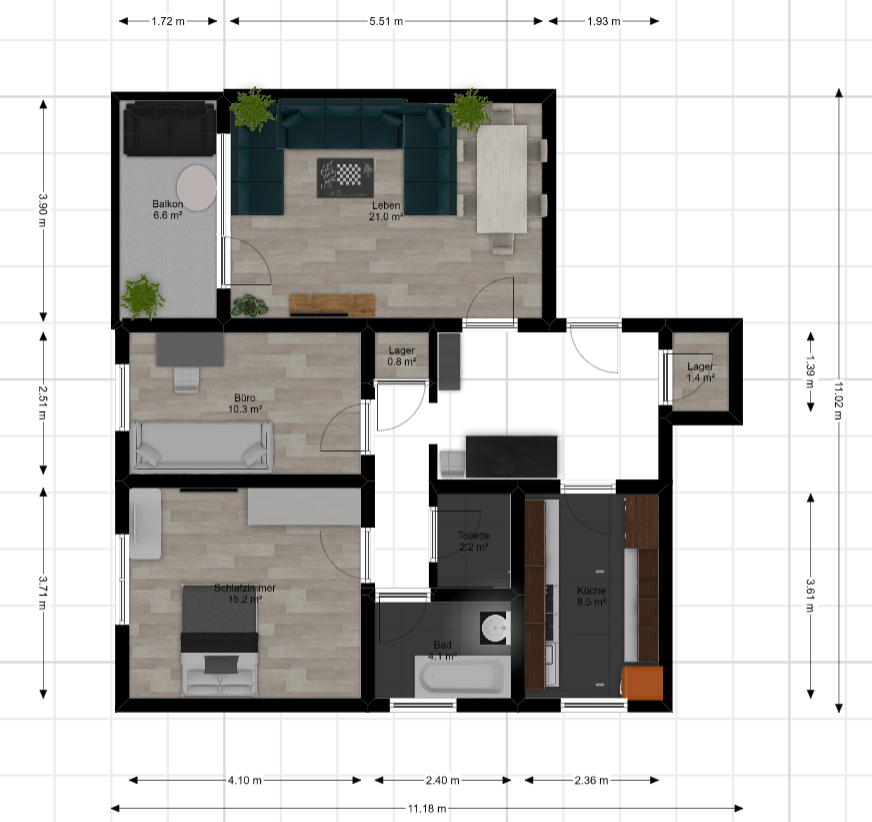 1.72 m
5.51 m
1.93 m
3.90 m
Balkon
6.6 m²
Leben
21.0 m²
11.02 m
2.51 m
Büro
10.3 m²
Lager
0.8 m²
Lager
1.4 m²
1.39 m
3.71 m
Schlafzimmer
15.2 m²
Toilette
2.2 m²
Küche
8.5 m²
3.61 m
Bad
4.1 m²
4.10 m
2.40 m
2.36 m
11.18 m